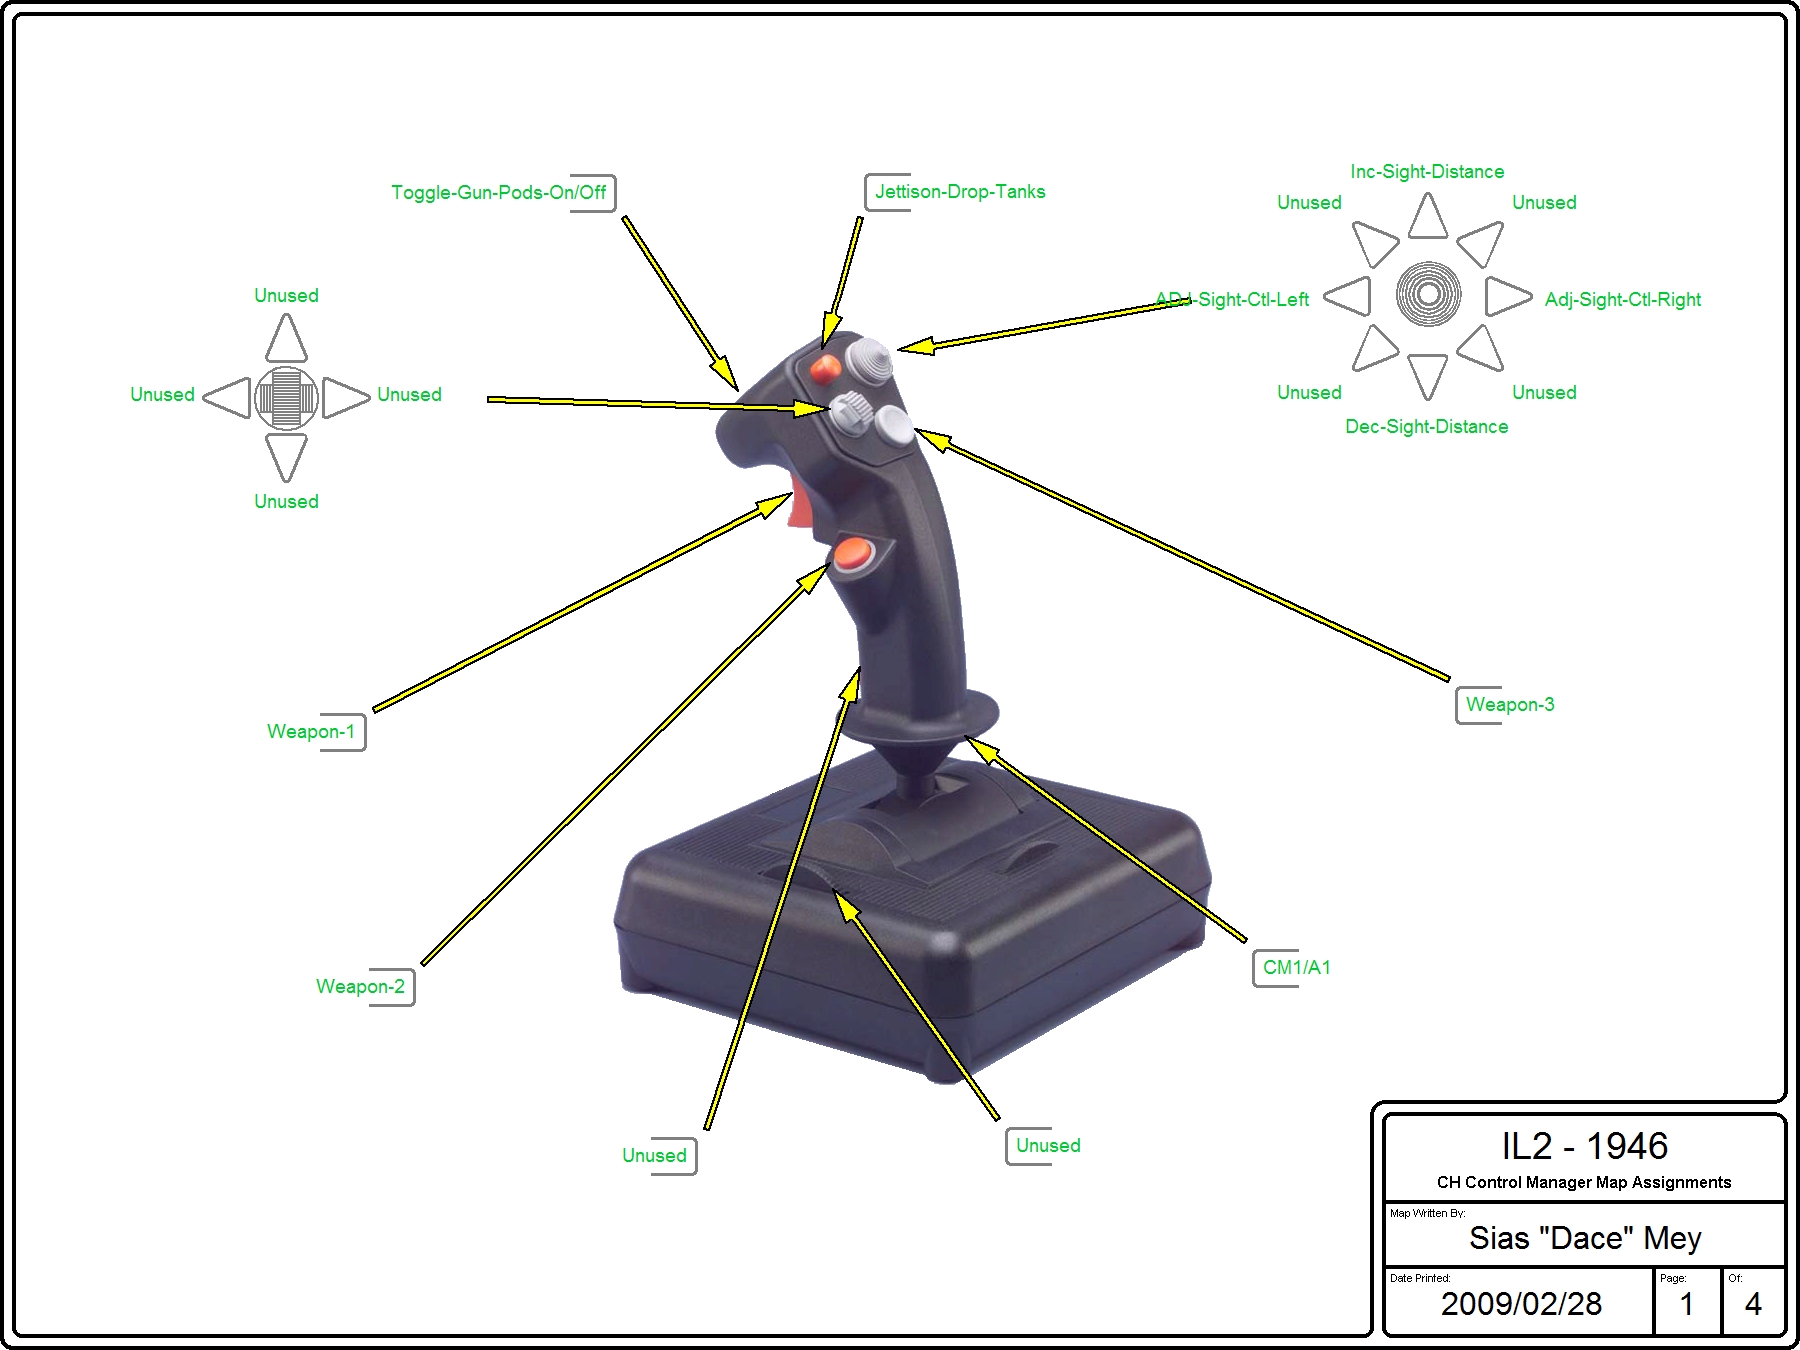 Inc-Sight-Distance
Toggle-Gun-Pods-On/Off
Jettison-Drop-Tanks
Unused
Unused
Unused
ADJ-Sight-Ctl-Left
Adj-Sight-Ctl-Right
Unused
Unused
Unused
Unused
Dec-Sight-Distance
Unused
Weapon-1
Weapon-3
Weapon-2
CM1/A1
Unused
Unused
IL2 - 1946
CH Control Manager Map Assignments
Map Written By:
Sias "Dace" Mey
Date Printed:
2009/02/28
Page:
1
Of:
4